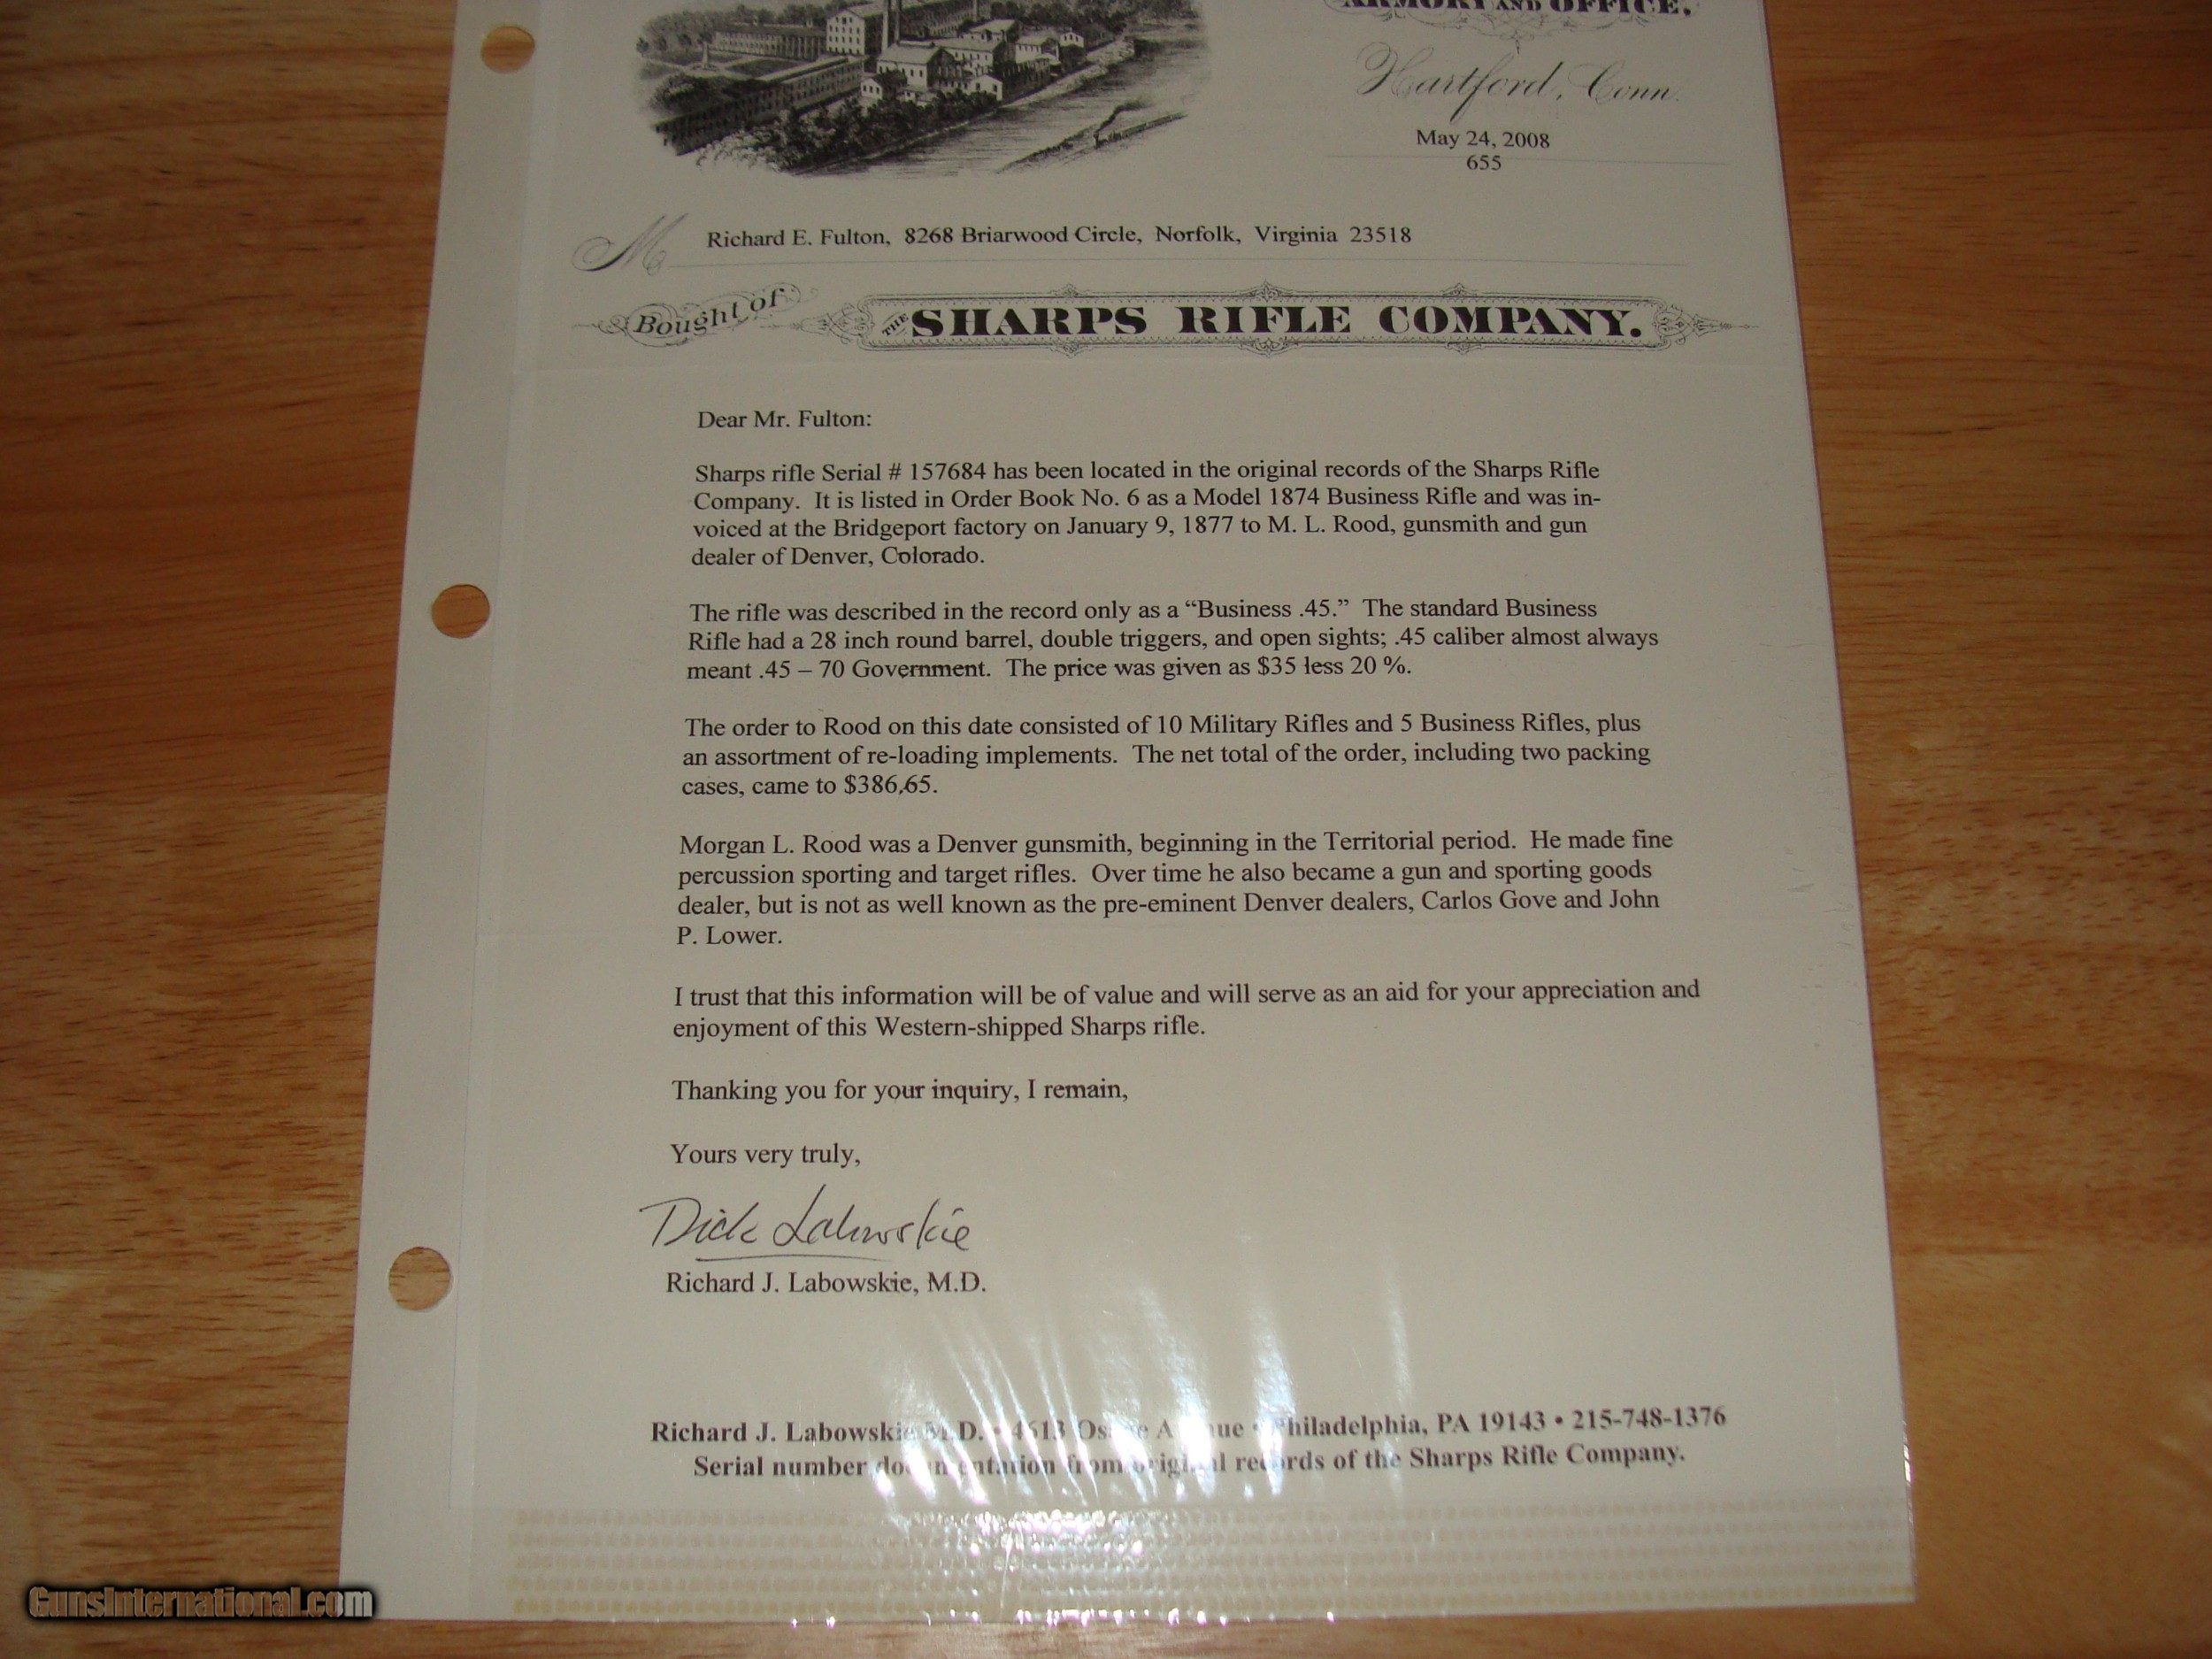 ARMORY AND OFFICE.
Hartford, Conn.
May 24, 2008
655
M Richard E. Fulton, 8268 Briarwood Circle, Norfolk, Virginia 23518
Bought of THE SHARPS RIFLE COMPANY.
Dear Mr. Fulton:
Sharps rifle Serial # 157684 has been located in the original records of the Sharps Rifle
Company. It is listed in Order Book No. 6 as a Model 1874 Business Rifle and was in-
voiced at the Bridgeport factory on January 9, 1877 to M. L. Rood, gunsmith and gun
dealer of Denver, Colorado.
The rifle was described in the record only as a “Business .45.” The standard Business
Rifle had a 28 inch round barrel, double triggers, and open sights; .45 caliber almost always
meant .45 – 70 Government. The price was given as $35 less 20 %.
The order to Rood on this date consisted of 10 Military Rifles and 5 Business Rifles, plus
an assortment of re-loading implements. The net total of the order, including two packing
cases, came to $386,65.
Morgan L. Rood was a Denver gunsmith, beginning in the Territorial period. He made fine
percussion sporting and target rifles. Over time he also became a gun and sporting goods
dealer, but is not as well known as the pre-eminent Denver dealers, Carlos Gove and John
P. Lower.
I trust that this information will be of value and will serve as an aid for your appreciation and
enjoyment of this Western-shipped Sharps rifle.
Thanking you for your inquiry, I remain,
Yours very truly,
Dick Labowskie
Richard J. Labowskie, M.D.
Richard J. Labowskie M.D. • 4613 • Philadelphia, PA 19143 • 215-748-1376
Serial number documentation from original records of the Sharps Rifle Company.
GunsInternational.com